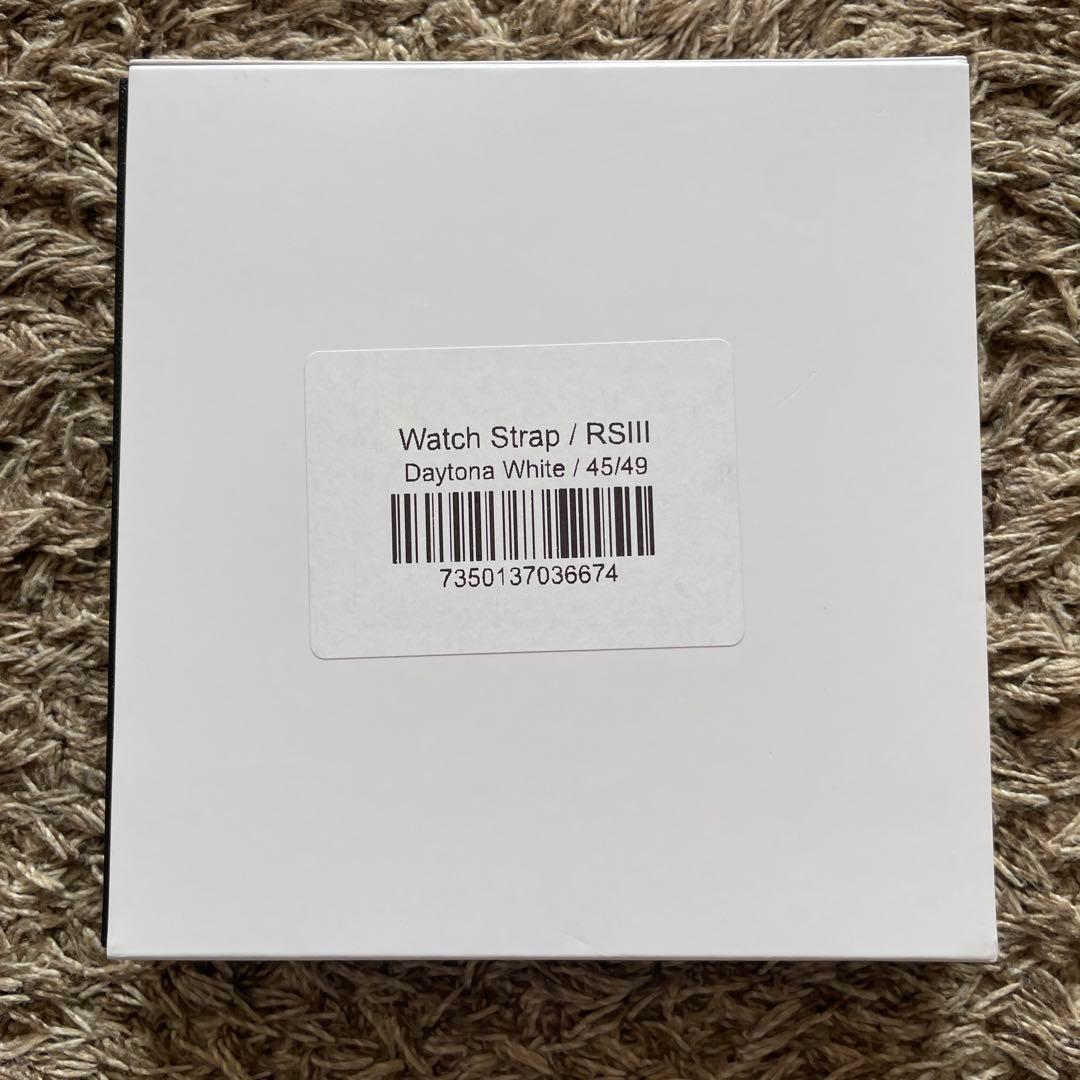 Watch Strap / RSIII
Daytona White / 45/49
7350137036674